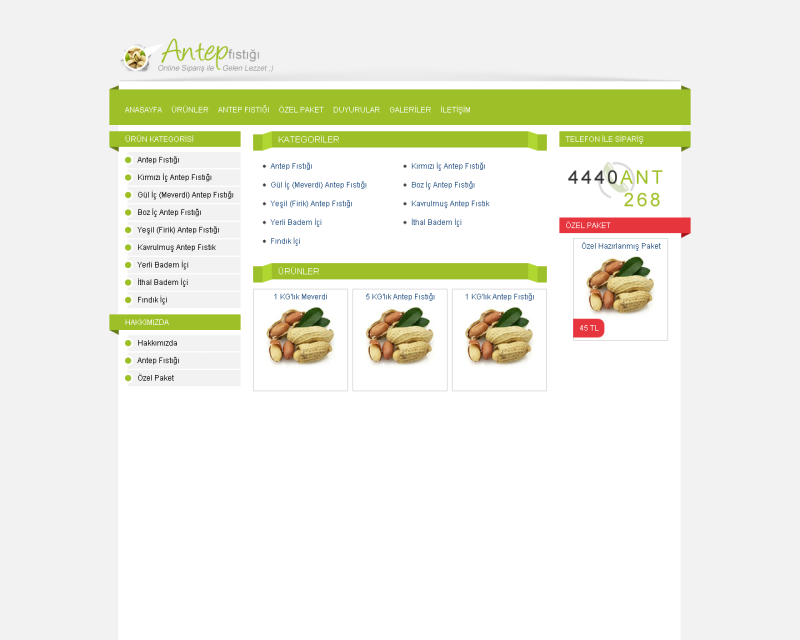 Antepfıstığı
Online Sipariş ile Gelen Lezzet ;)
ANASAYFA ÜRÜNLER ANTEP FISTIĞI ÖZEL PAKET DUYURULAR GALERİLER İLETİŞİM
ÜRÜN KATEGORİSİ
Antep Fıstığı
Kırmızı İç Antep Fıstığı
Gül İç (Meverdi) Antep Fıstığı
Boz İç Antep Fıstığı
Yeşil (Firik) Antep Fıstığı
Kavrulmuş Antep Fıstık
Yerli Badem İçi
İthal Badem İçi
Fındık İçi
HAKKIMIZDA
Hakkımızda
Antep Fıstığı
Özel Paket
KATEGORİLER
Antep Fıstığı
Kırmızı İç Antep Fıstığı
Gül İç (Meverdi) Antep Fıstığı
Boz İç Antep Fıstığı
Yeşil (Firik) Antep Fıstığı
Kavrulmuş Antep Fıstık
Yerli Badem İçi
İthal Badem İçi
Fındık İçi
ÜRÜNLER
1 KG'lık Meverdi
5 KG'lık Antep Fıstığı
1 KG'lık Antep Fıstığı
TELEFON İLE SİPARİŞ
4440ANT
268
ÖZEL PAKET
Özel Hazırlanmış Paket
45 TL